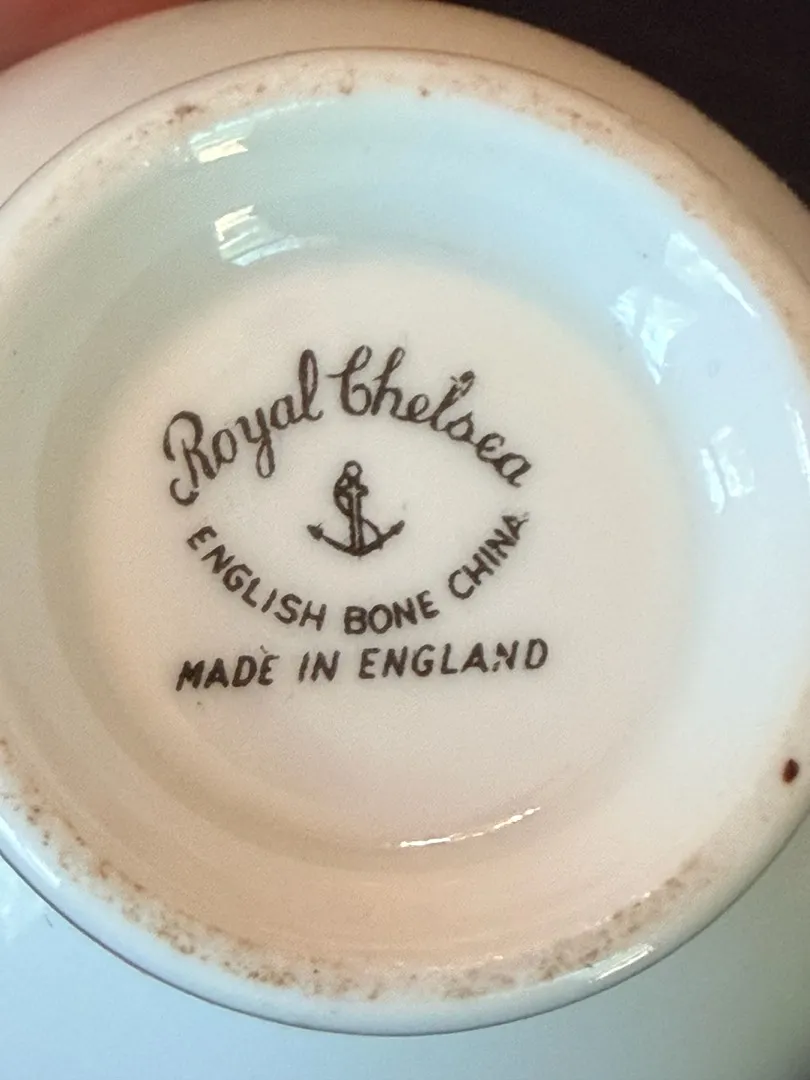 Royal Chelsea
ENGLISH BONE CHINA
MADE IN ENGLAND